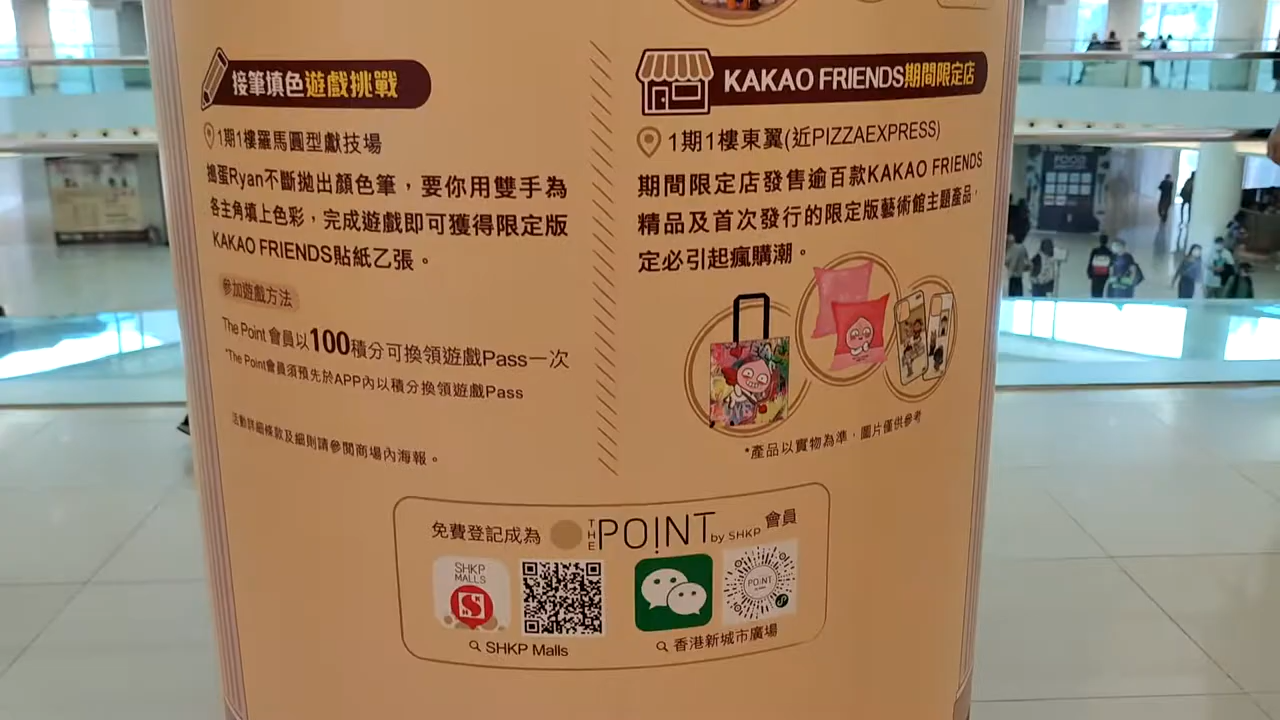 接筆填色遊戲挑戰
1期1樓羅馬圓型獻技場
搗蛋Ryan不斷拋出顏色筆，要你用雙手為
各主角填上色彩，完成遊戲即可獲得限定版
KAKAO FRIENDS貼紙乙張。
參加遊戲方法
The Point 會員以100積分可換領遊戲Pass一次
*The Point會員須預先於APP內以積分換領遊戲Pass
活動詳細條款及細則請參閱商場內海報。
KAKAO FRIENDS期間限定店
1期1樓東翼(近PIZZAEXPRESS)
期間限定店發售逾百款KAKAO FRIENDS
精品及首次發行的限定版藝術館主題產品，
定必引起瘋購潮。
*產品以實物為準，圖片僅供參考
免費登記成為 THE POINT by SHKP 會員
SHKP
MALLS
POINT
SHKP Malls
香港新城市廣場